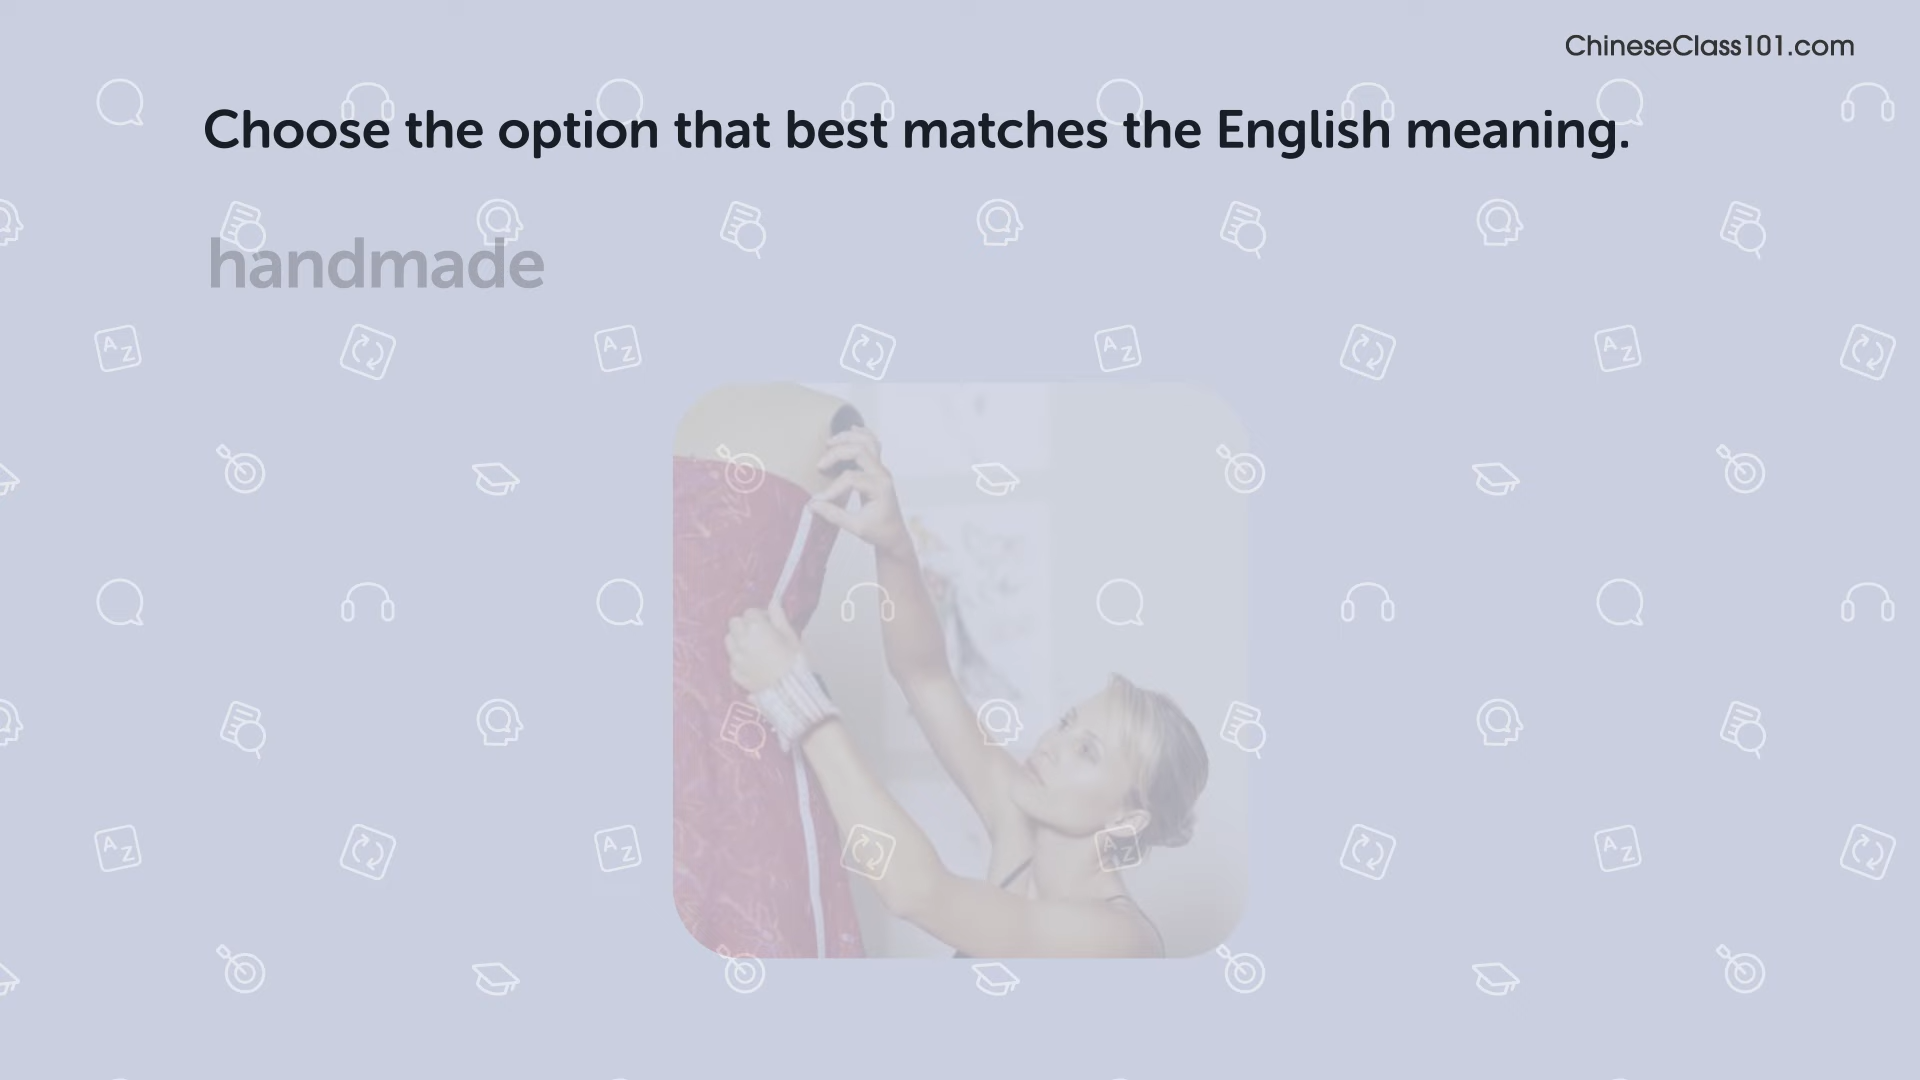 ChineseClass101.com
Choose the option that best matches the English meaning.
handmade